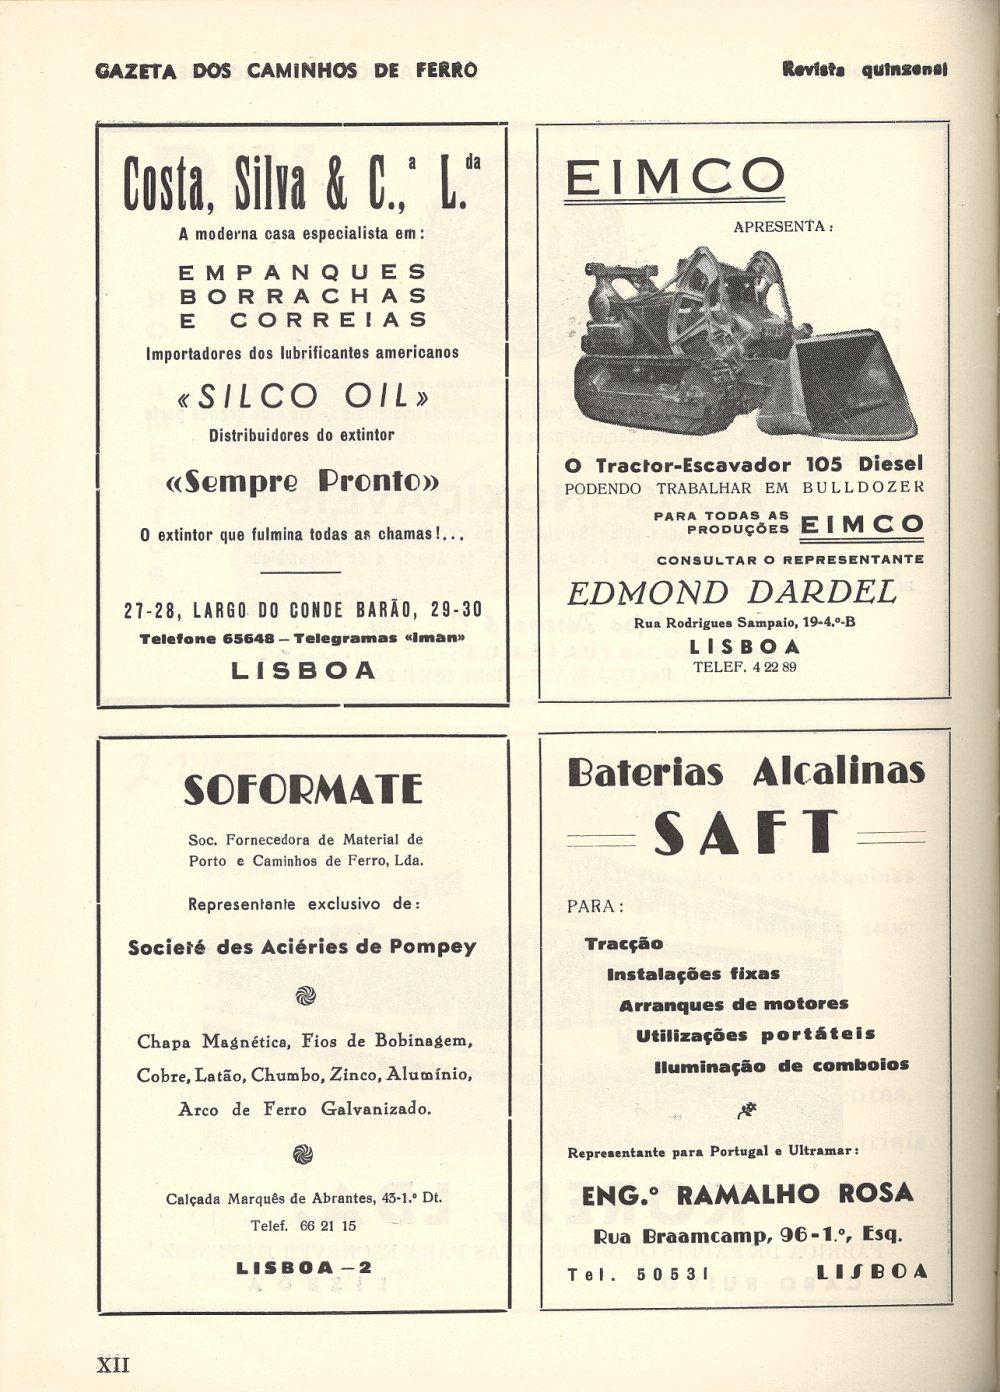 GAZETA DOS CAMINHOS DE FERRO
Revista quinzenal
Costa, Silva & C.ª, L.da
A moderna casa especialista em:
EMPANQUES
BORRACHAS
E CORREIAS
Importadores dos lubrificantes americanos
«SILCO OIL»
Distribuidores do extintor
«Sempre Pronto»
O extintor que fulmina todas as chamas!...
27-28, LARGO DO CONDE BARÃO, 29-30
Telefone 65648 — Telegramas «Iman»
LISBOA
EIMCO
APRESENTA:
O Tractor-Escavador 105 Diesel
PODENDO TRABALHAR EM BULLDOZER
PARA TODAS AS
PRODUÇÕES EIMCO
CONSULTAR O REPRESENTANTE
EDMOND DARDEL
Rua Rodrigues Sampaio, 19-4.º-B
LISBOA
TELEF. 4 22 89
SOFORMATE
Soc. Fornecedora de Material de
Porto e Caminhos de Ferro, Lda.
Representante exclusivo de:
Societé des Aciéries de Pompey
Chapa Magnética, Fios de Bobinagem,
Cobre, Latão, Chumbo, Zinco, Alumínio,
Arco de Ferro Galvanizado.
Calçada Marquês de Abrantes, 43-1.º Dt.
Telef. 66 21 15
LISBOA — 2
Baterias Alcalinas
SAFT
PARA:
Tracção
Instalações fixas
Arranques de motores
Utilizações portáteis
Iluminação de comboios
Representante para Portugal e Ultramar:
ENG.º RAMALHO ROSA
Rua Braamcamp, 96-1.º, Esq.
Tel. 50531 LISBOA
XII